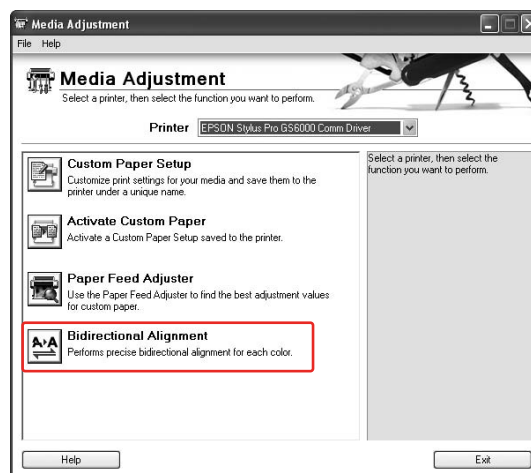 Media Adjustment
File Help
Media Adjustment
Select a printer, then select the function you want to perform.
Printer EPSON Stylus Pro GS6000 Comm Driver
Custom Paper Setup
Customize print settings for your media and save them to the
printer under a unique name.
Activate Custom Paper
Activate a Custom Paper Setup saved to the printer.
Paper Feed Adjuster
Use the Paper Feed Adjuster to find the best adjustment values
for custom paper.
A›A
Bidirectional Alignment
Performs precise bidirectional alignment for each color.
Select a printer, then select the
function you want to perform.
Help
Exit